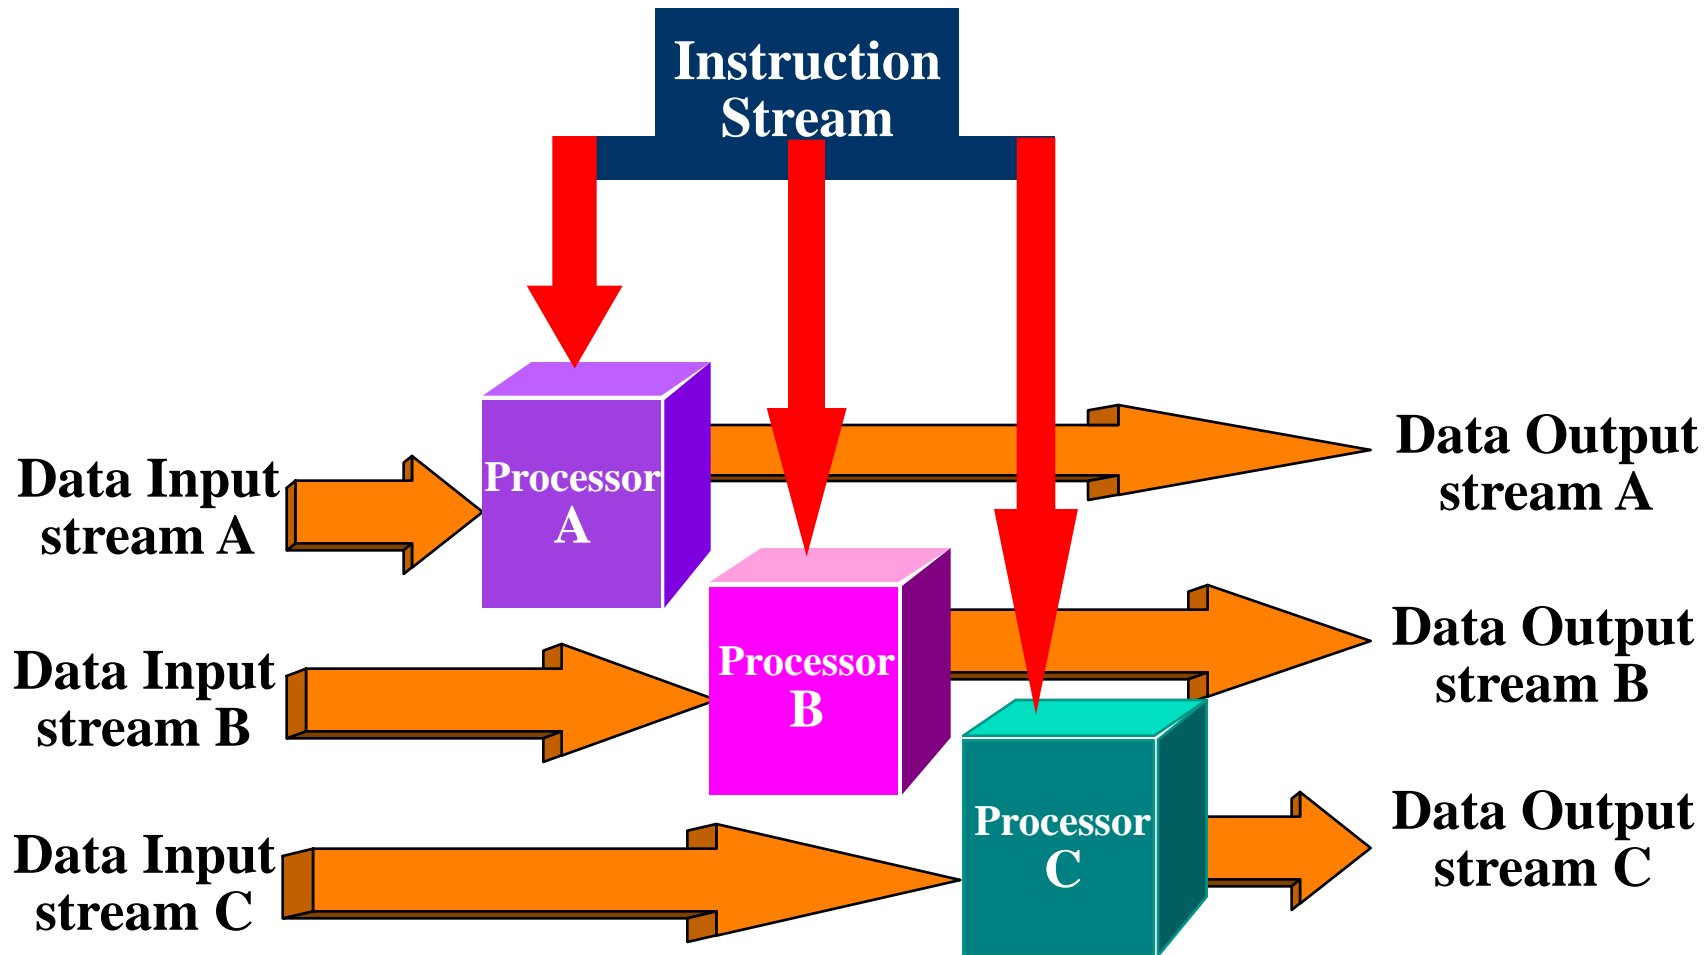 Instruction
Stream
Data Input
stream A
Processor
A
Data Output
stream A
Data Input
stream B
Processor
B
Data Output
stream B
Data Input
stream C
Processor
C
Data Output
stream C